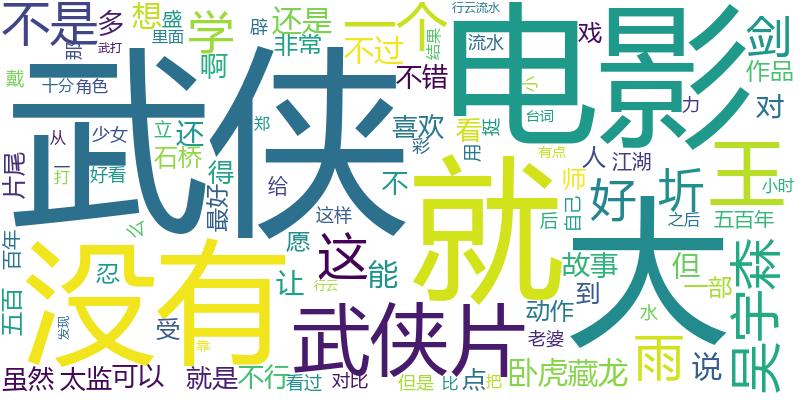 不是
多
想
盛
里面
学
还是
非常
辟
啊
一个
不过
行云流水
流水
结果
不错
电影
戏
剑
作品
对
那
武打
戴
十分
角色
武侠
片尾
从
少女
立
还
石桥
一
打
好看
得
郑
喜欢
彩
看
用
挺
小
台词
力
人
江湖
有点
师
不
最好
给
这样
么
就
好
后
自己
坼
王
小时
之后
五百年
大
百年
五百
没有
忍
发现
受
靠
愿
让
这
行云
能
武侠片
故事
到
动作
但
一部
水
吴宇森
老婆
雨
说
虽然
太监
可以
就是
不行
看过
对比
但是
比
点
把
卧虎藏龙